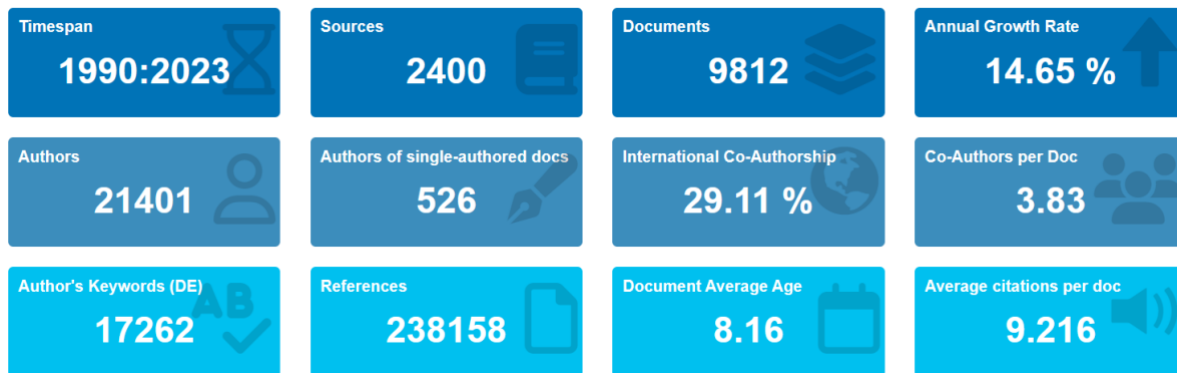 Timespan
1990:2023
Sources
2400
Documents
9812
Annual Growth Rate
14.65 %
Authors
21401
Authors of single-authored docs
526
International Co-Authorship
29.11 %
Co-Authors per Doc
3.83
Author's Keywords (DE)
AB
17262
References
238158
Document Average Age
8.16
Average citations per doc
9.216